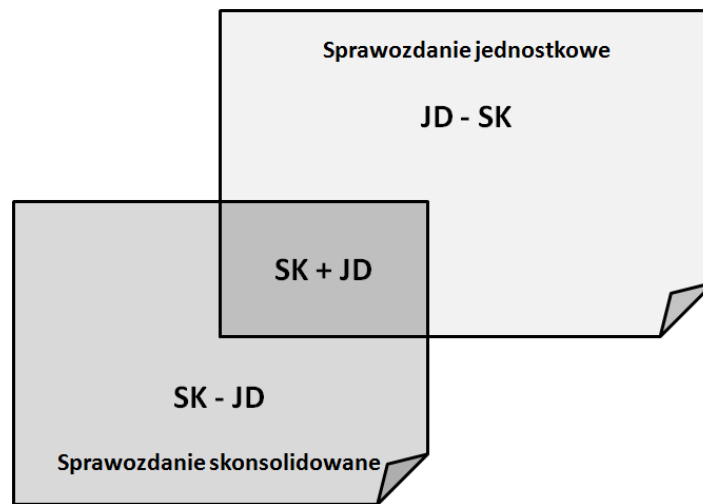 Sprawozdanie jednostkowe
JD - SK
SK + JD
SK - JD
Sprawozdanie skonsolidowane